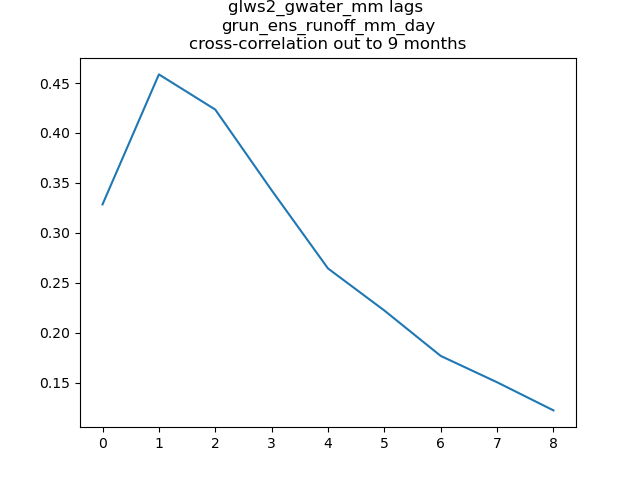 glws2_gwater_mm lags
grun_ens_runoff_mm_day
cross-correlation out to 9 months
0.45
0.40
0.35
0.30
0.25
0.20
0.15
0 1 2 3 4 5 6 7 8